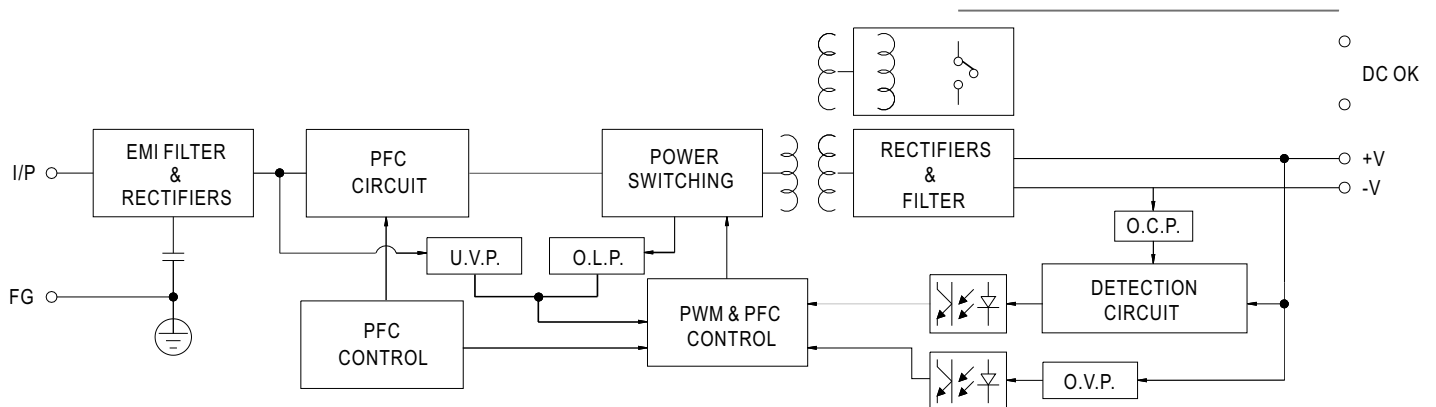 DC OK
I/P
EMI FILTER
&
RECTIFIERS
PFC
CIRCUIT
POWER
SWITCHING
RECTIFIERS
&
FILTER
+V
-V
O.C.P.
U.V.P.
O.L.P.
FG
PFC
CONTROL
PWM & PFC
CONTROL
DETECTION
CIRCUIT
O.V.P.